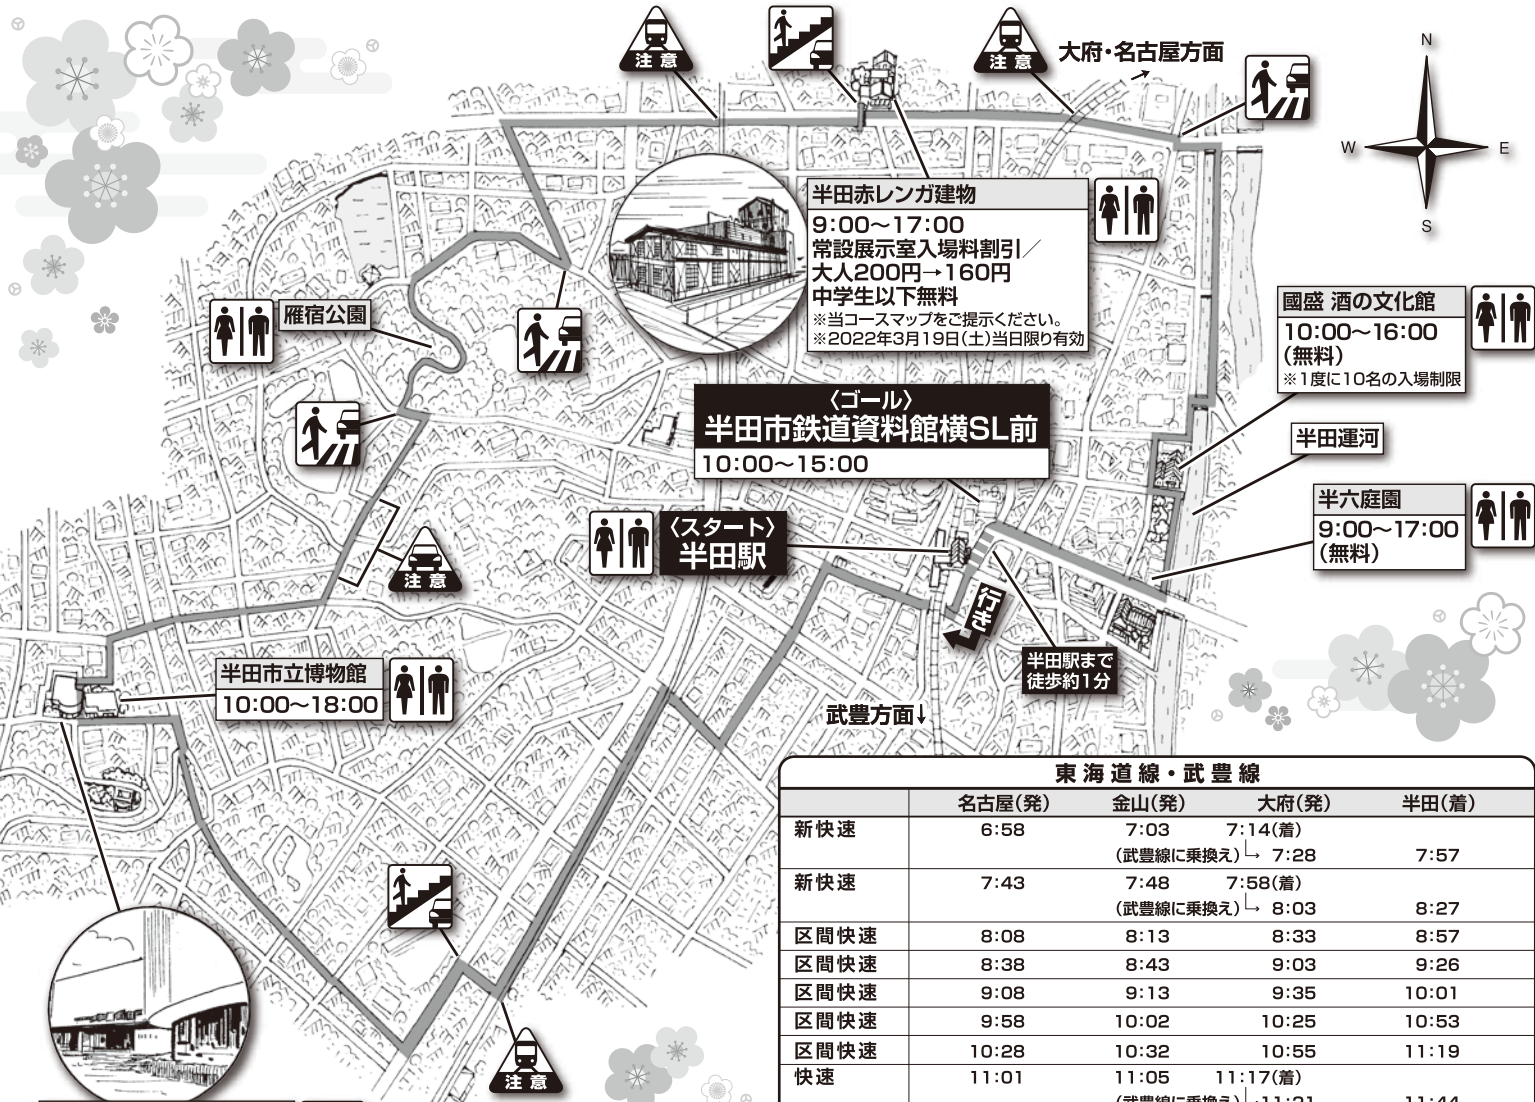 注意
注意
大府・名古屋方面
N
W
E
S
半田赤レンガ建物
9:00〜17:00
常設展示室入場料割引／
大人200円→160円
中学生以下無料
※当コースマップをご提示ください。
※2022年3月19日(土)当日限り有効
雁宿公園
國盛 酒の文化館
10:00〜16:00
(無料)
※1度に10名の入場制限
〈ゴール〉
半田市鉄道資料館横SL前
10:00〜15:00
半田運河
半六庭園
9:00〜17:00
(無料)
〈スタート〉
半田駅
注意
行き
半田駅まで
徒歩約1分
半田市立博物館
10:00〜18:00
武豊方面↓
注意
東海道線・武豊線
名古屋(発) 金山(発) 大府(発) 半田(着)
新快速 6:58 7:03 7:14(着)
(武豊線に乗換え)→ 7:28 7:57
新快速 7:43 7:48 7:58(着)
(武豊線に乗換え)→ 8:03 8:27
区間快速 8:08 8:13 8:33 8:57
区間快速 8:38 8:43 9:03 9:26
区間快速 9:08 9:13 9:35 10:01
区間快速 9:58 10:02 10:25 10:53
区間快速 10:28 10:32 10:55 11:19
快速 11:01 11:05 11:17(着)
(武豊線に乗換え) 11:21 11:44